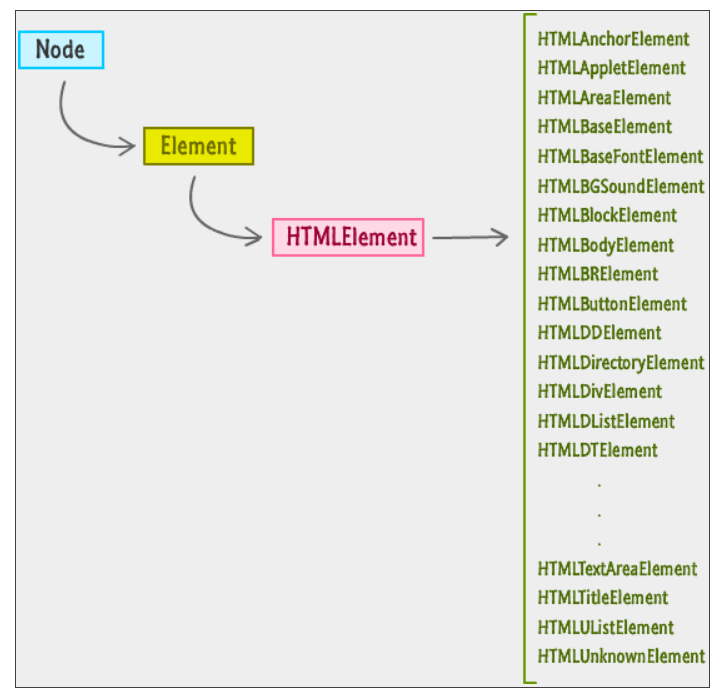 Node
Element
HTMLElement
HTMLAnchorElement
HTMLAppletElement
HTMLAreaElement
HTMLBaseElement
HTMLBaseFontElement
HTMLBGSoundElement
HTMLBlockElement
HTMLBodyElement
HTMLBRElement
HTMLButtonElement
HTMLDDElement
HTMLDirectoryElement
HTMLDivElement
HTMLDListElement
HTMLDTElement
.
.
.
HTMLTextAreaElement
HTMLTitleElement
HTMLUListElement
HTMLUnknownElement